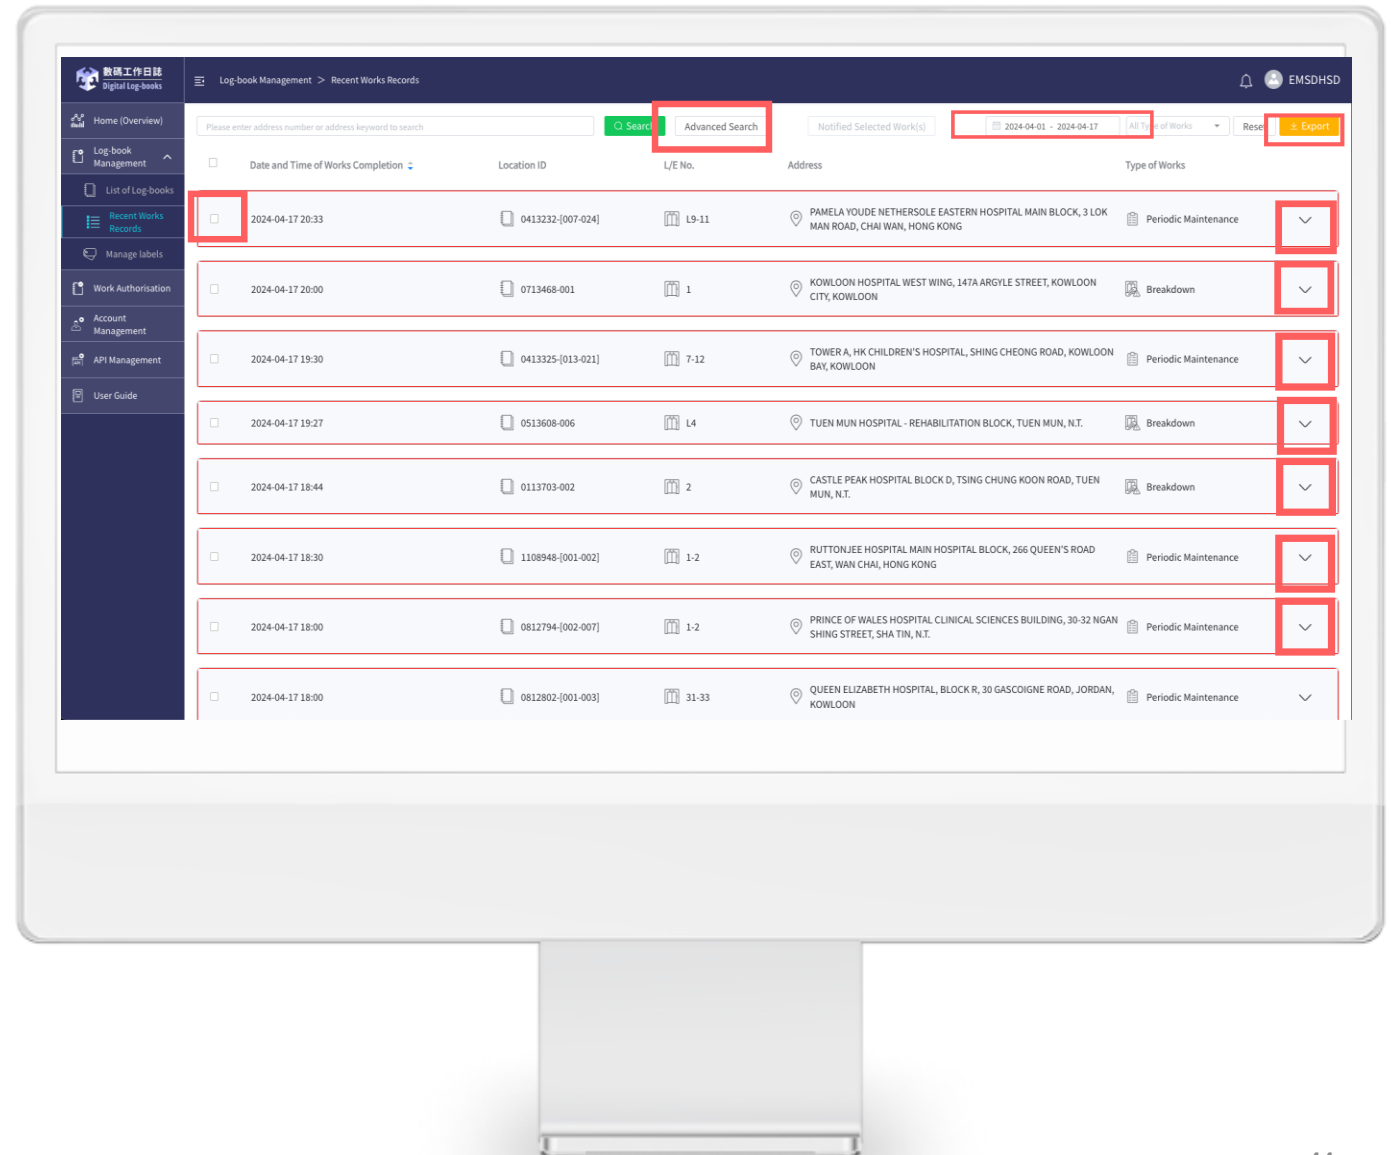 數碼工作日誌
Digital Log-books
Log-book Management > Recent Works Records
EMSDHSD
Home (Overview)
Log-book
Management
List of Log-books
Recent Works
Records
Manage labels
Work Authorisation
Account
Management
API Management
User Guide
Please enter address number or address keyword to search
Search
Advanced Search
Notified Selected Work(s)
2024-04-01 - 2024-04-17
All Type of Works
Reset
Export
Date and Time of Works Completion
Location ID
L/E No.
Address
Type of Works
2024-04-17 20:33
0413232-[007-024]
L9-11
PAMELA YOUDE NETHERSOLE EASTERN HOSPITAL MAIN BLOCK, 3 LOK
MAN ROAD, CHAI WAN, HONG KONG
Periodic Maintenance
2024-04-17 20:00
0713468-001
1
KOWLOON HOSPITAL WEST WING, 147A ARGYLE STREET, KOWLOON
CITY, KOWLOON
Breakdown
2024-04-17 19:30
0413325-[013-021]
7-12
TOWER A, HK CHILDREN'S HOSPITAL, SHING CHEONG ROAD, KOWLOON
BAY, KOWLOON
Periodic Maintenance
2024-04-17 19:27
0513608-006
L4
TUEN MUN HOSPITAL - REHABILITATION BLOCK, TUEN MUN, N.T.
Breakdown
2024-04-17 18:44
0113703-002
2
CASTLE PEAK HOSPITAL BLOCK D, TSING CHUNG KOON ROAD, TUEN
MUN, N.T.
Breakdown
2024-04-17 18:30
1108948-[001-002]
1-2
RUTTONJEE HOSPITAL MAIN HOSPITAL BLOCK, 266 QUEEN'S ROAD
EAST, WAN CHAI, HONG KONG
Periodic Maintenance
2024-04-17 18:00
0812794-[002-007]
1-2
PRINCE OF WALES HOSPITAL CLINICAL SCIENCES BUILDING, 30-32 NGAN
SHING STREET, SHA TIN, N.T.
Periodic Maintenance
2024-04-17 18:00
0812802-[001-003]
31-33
QUEEN ELIZABETH HOSPITAL, BLOCK R, 30 GASCOIGNE ROAD, JORDAN,
KOWLOON
Periodic Maintenance